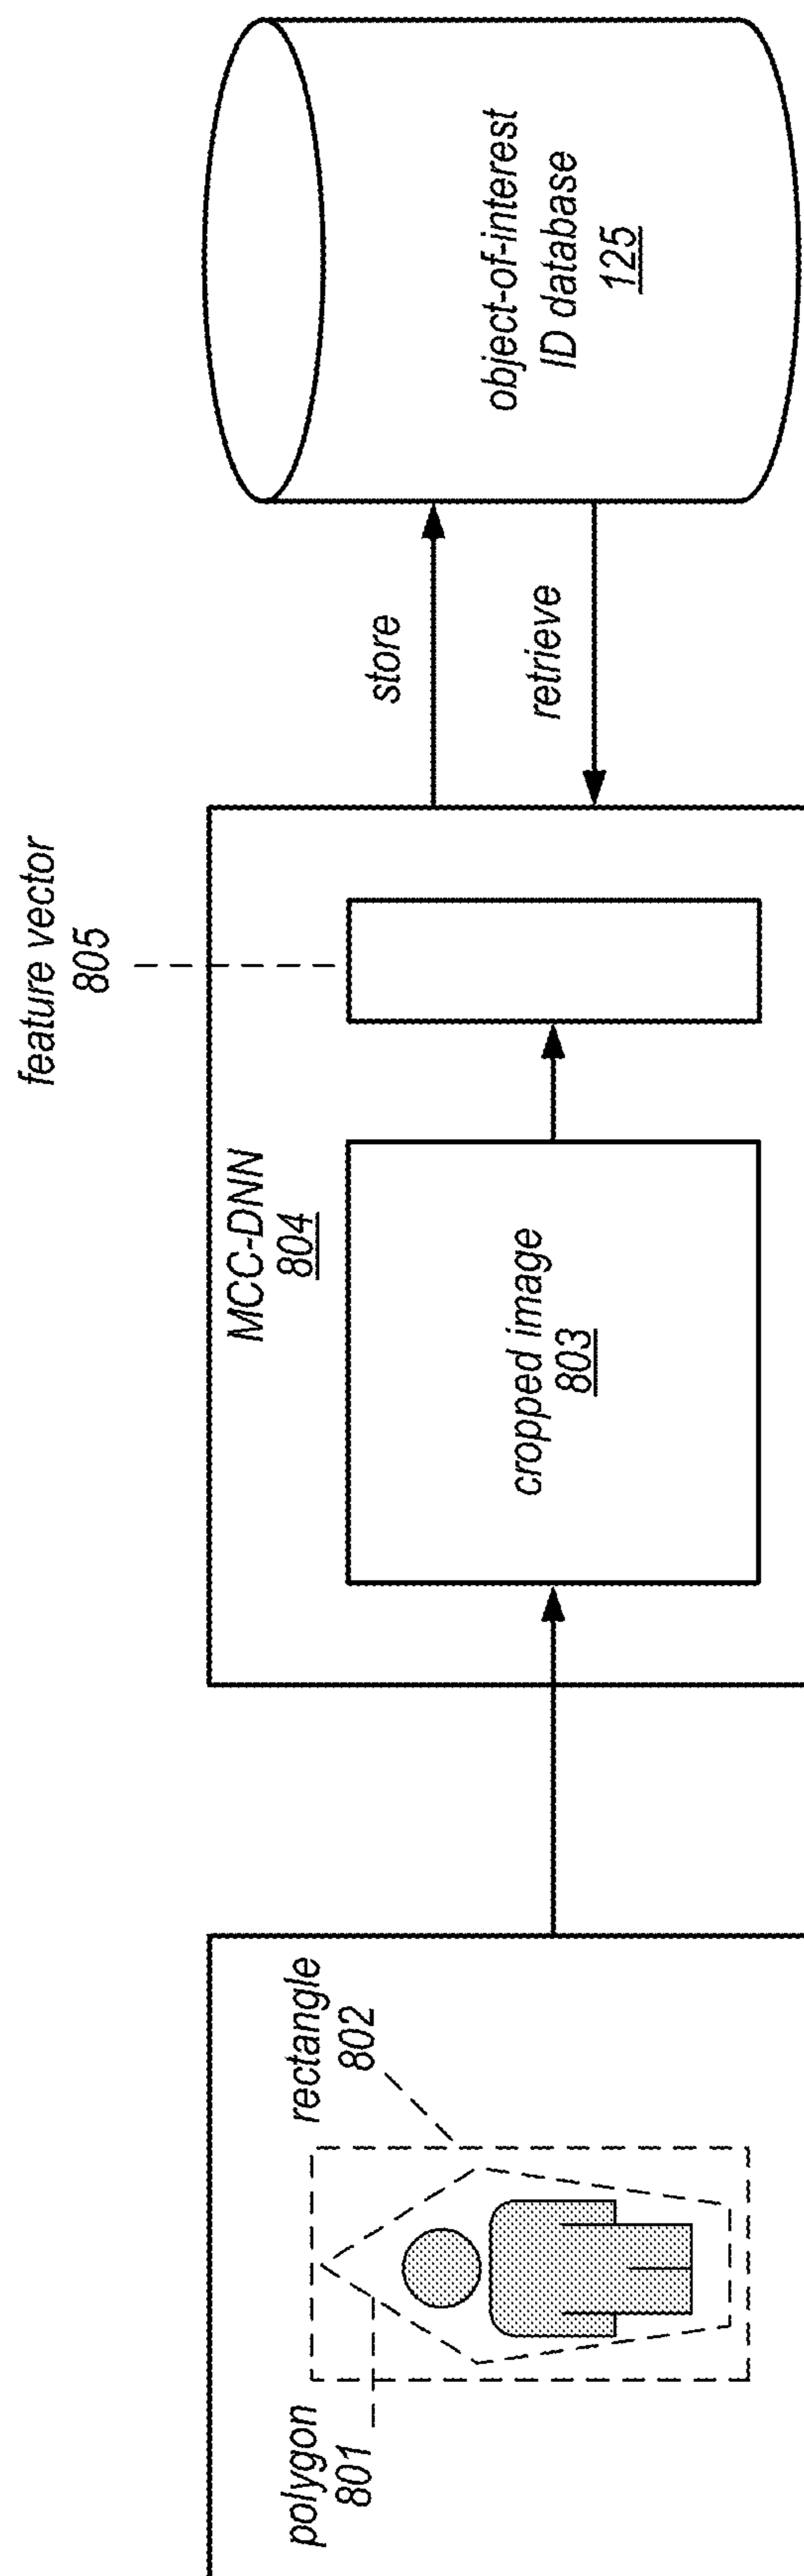 polygon
801
rectangle
802
MCC-DNN
804
cropped image
803
feature vector
805
store
retrieve
object-of-interest
ID database
125